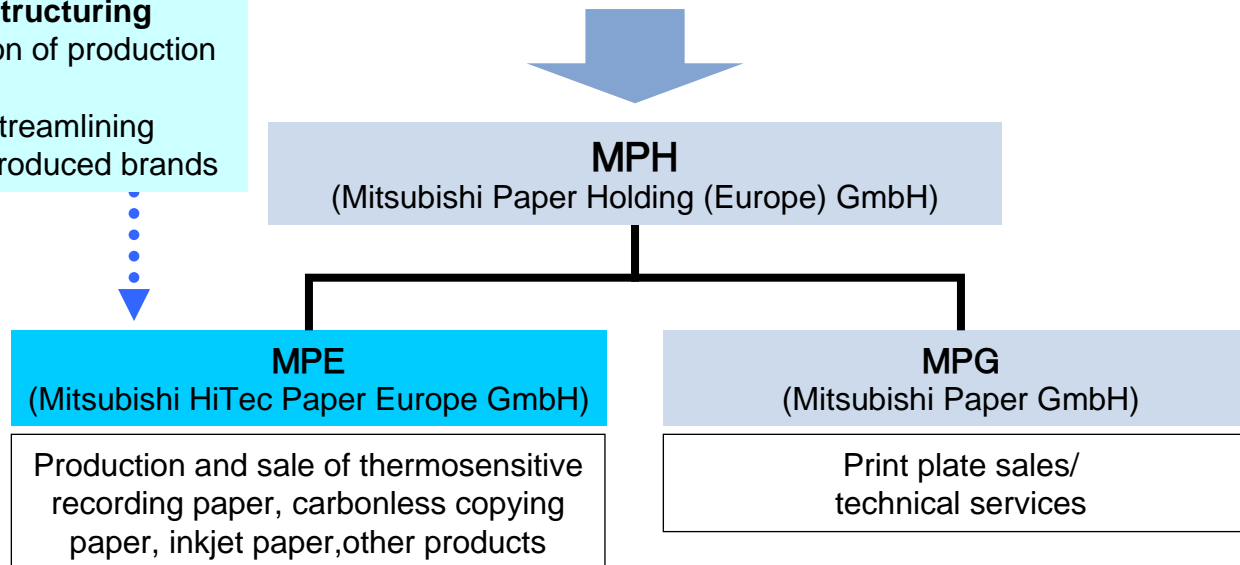 tructuring
on of production
treamlining
roduced brands
MPH
(Mitsubishi Paper Holding (Europe) GmbH)
MPE
(Mitsubishi HiTec Paper Europe GmbH)
Production and sale of thermosensitive
recording paper, carbonless copying
paper, inkjet paper,other products
MPG
(Mitsubishi Paper GmbH)
Print plate sales/
technical services